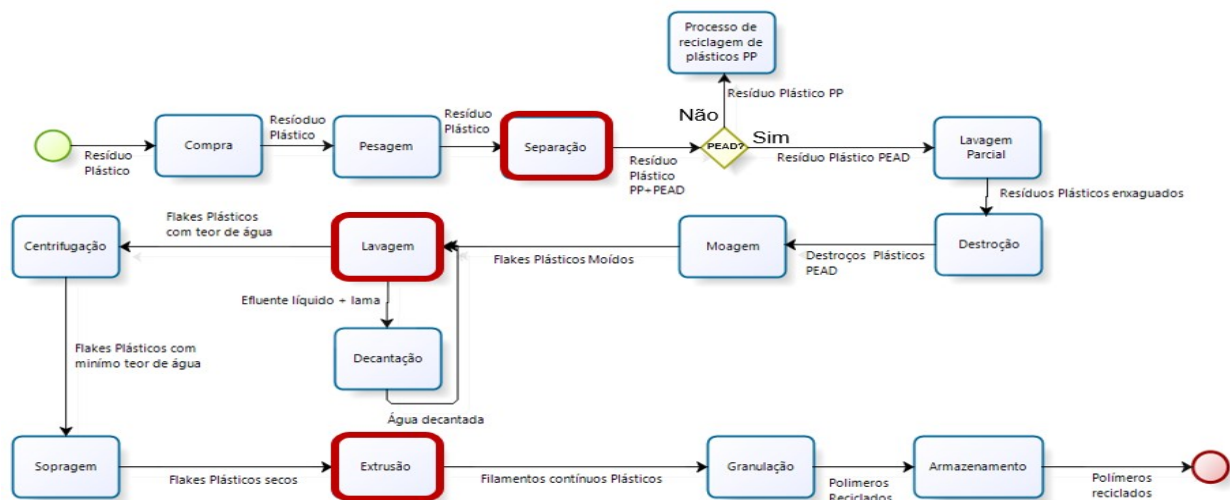 Processo de
reciclagem de
plásticos PP
Resíduo Plástico PP
Não
Resíduo
Plástico
Compra
Resíoduo
Plástico
Pesagem
Resíduo
Plástico
Separação
Resíduo
Plástico
PP+PEAD
PEAD?
Sim
Resíduo Plástico PEAD
Lavagem
Parcial
Resíduos Plásticos enxaguados
Destroção
Destroços Plásticos
PEAD
Moagem
Flakes Plásticos Moídos
Lavagem
Flakes Plásticos
com teor de água
Centrifugação
Efluente líquido + lama
Decantação
Água decantada
Flakes Plásticos com
minímo teor de água
Sopragem
Flakes Plásticos secos
Extrusão
Filamentos contínuos Plásticos
Granulação
Polimeros
Reciclados
Armazenamento
Polímeros
reciclados